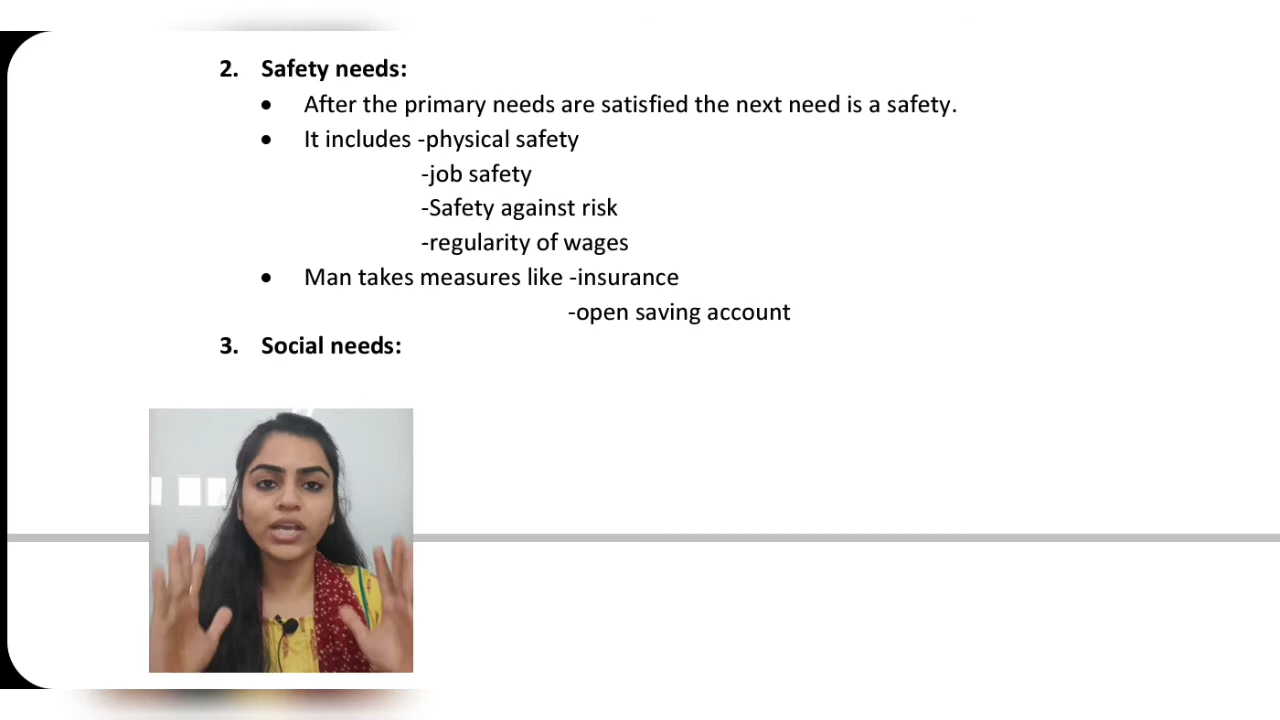 2. Safety needs:
• After the primary needs are satisfied the next need is a safety.
• It includes -physical safety
-job safety
-Safety against risk
-regularity of wages
• Man takes measures like -insurance
-open saving account
3. Social needs: